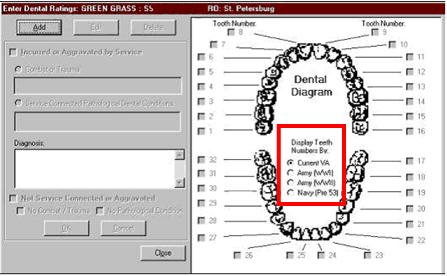 Enter Dental Ratings: GREEN GRASS : SS RO: St. Petersburg
Add Edit Delete
Incurred or Aggravated by Service
Combat or Trauma
Service Connected Pathological Dental Conditions
Diagnosis:
Not Service Connected or Aggravated
No Combat / Trauma No Pathological Condition
OK Cancel
Close
Tooth Number: Tooth Number:
8 9
7 10
6 11
5 12
4 13
3 14
2 15
1 16
Dental
Diagram
Display Teeth
Numbers By:
Current VA
Army (WWI)
Army (WWII)
Navy (Pre 53)
32 17
31 18
30 19
29 20
28 21
27 22
26 25 24 23